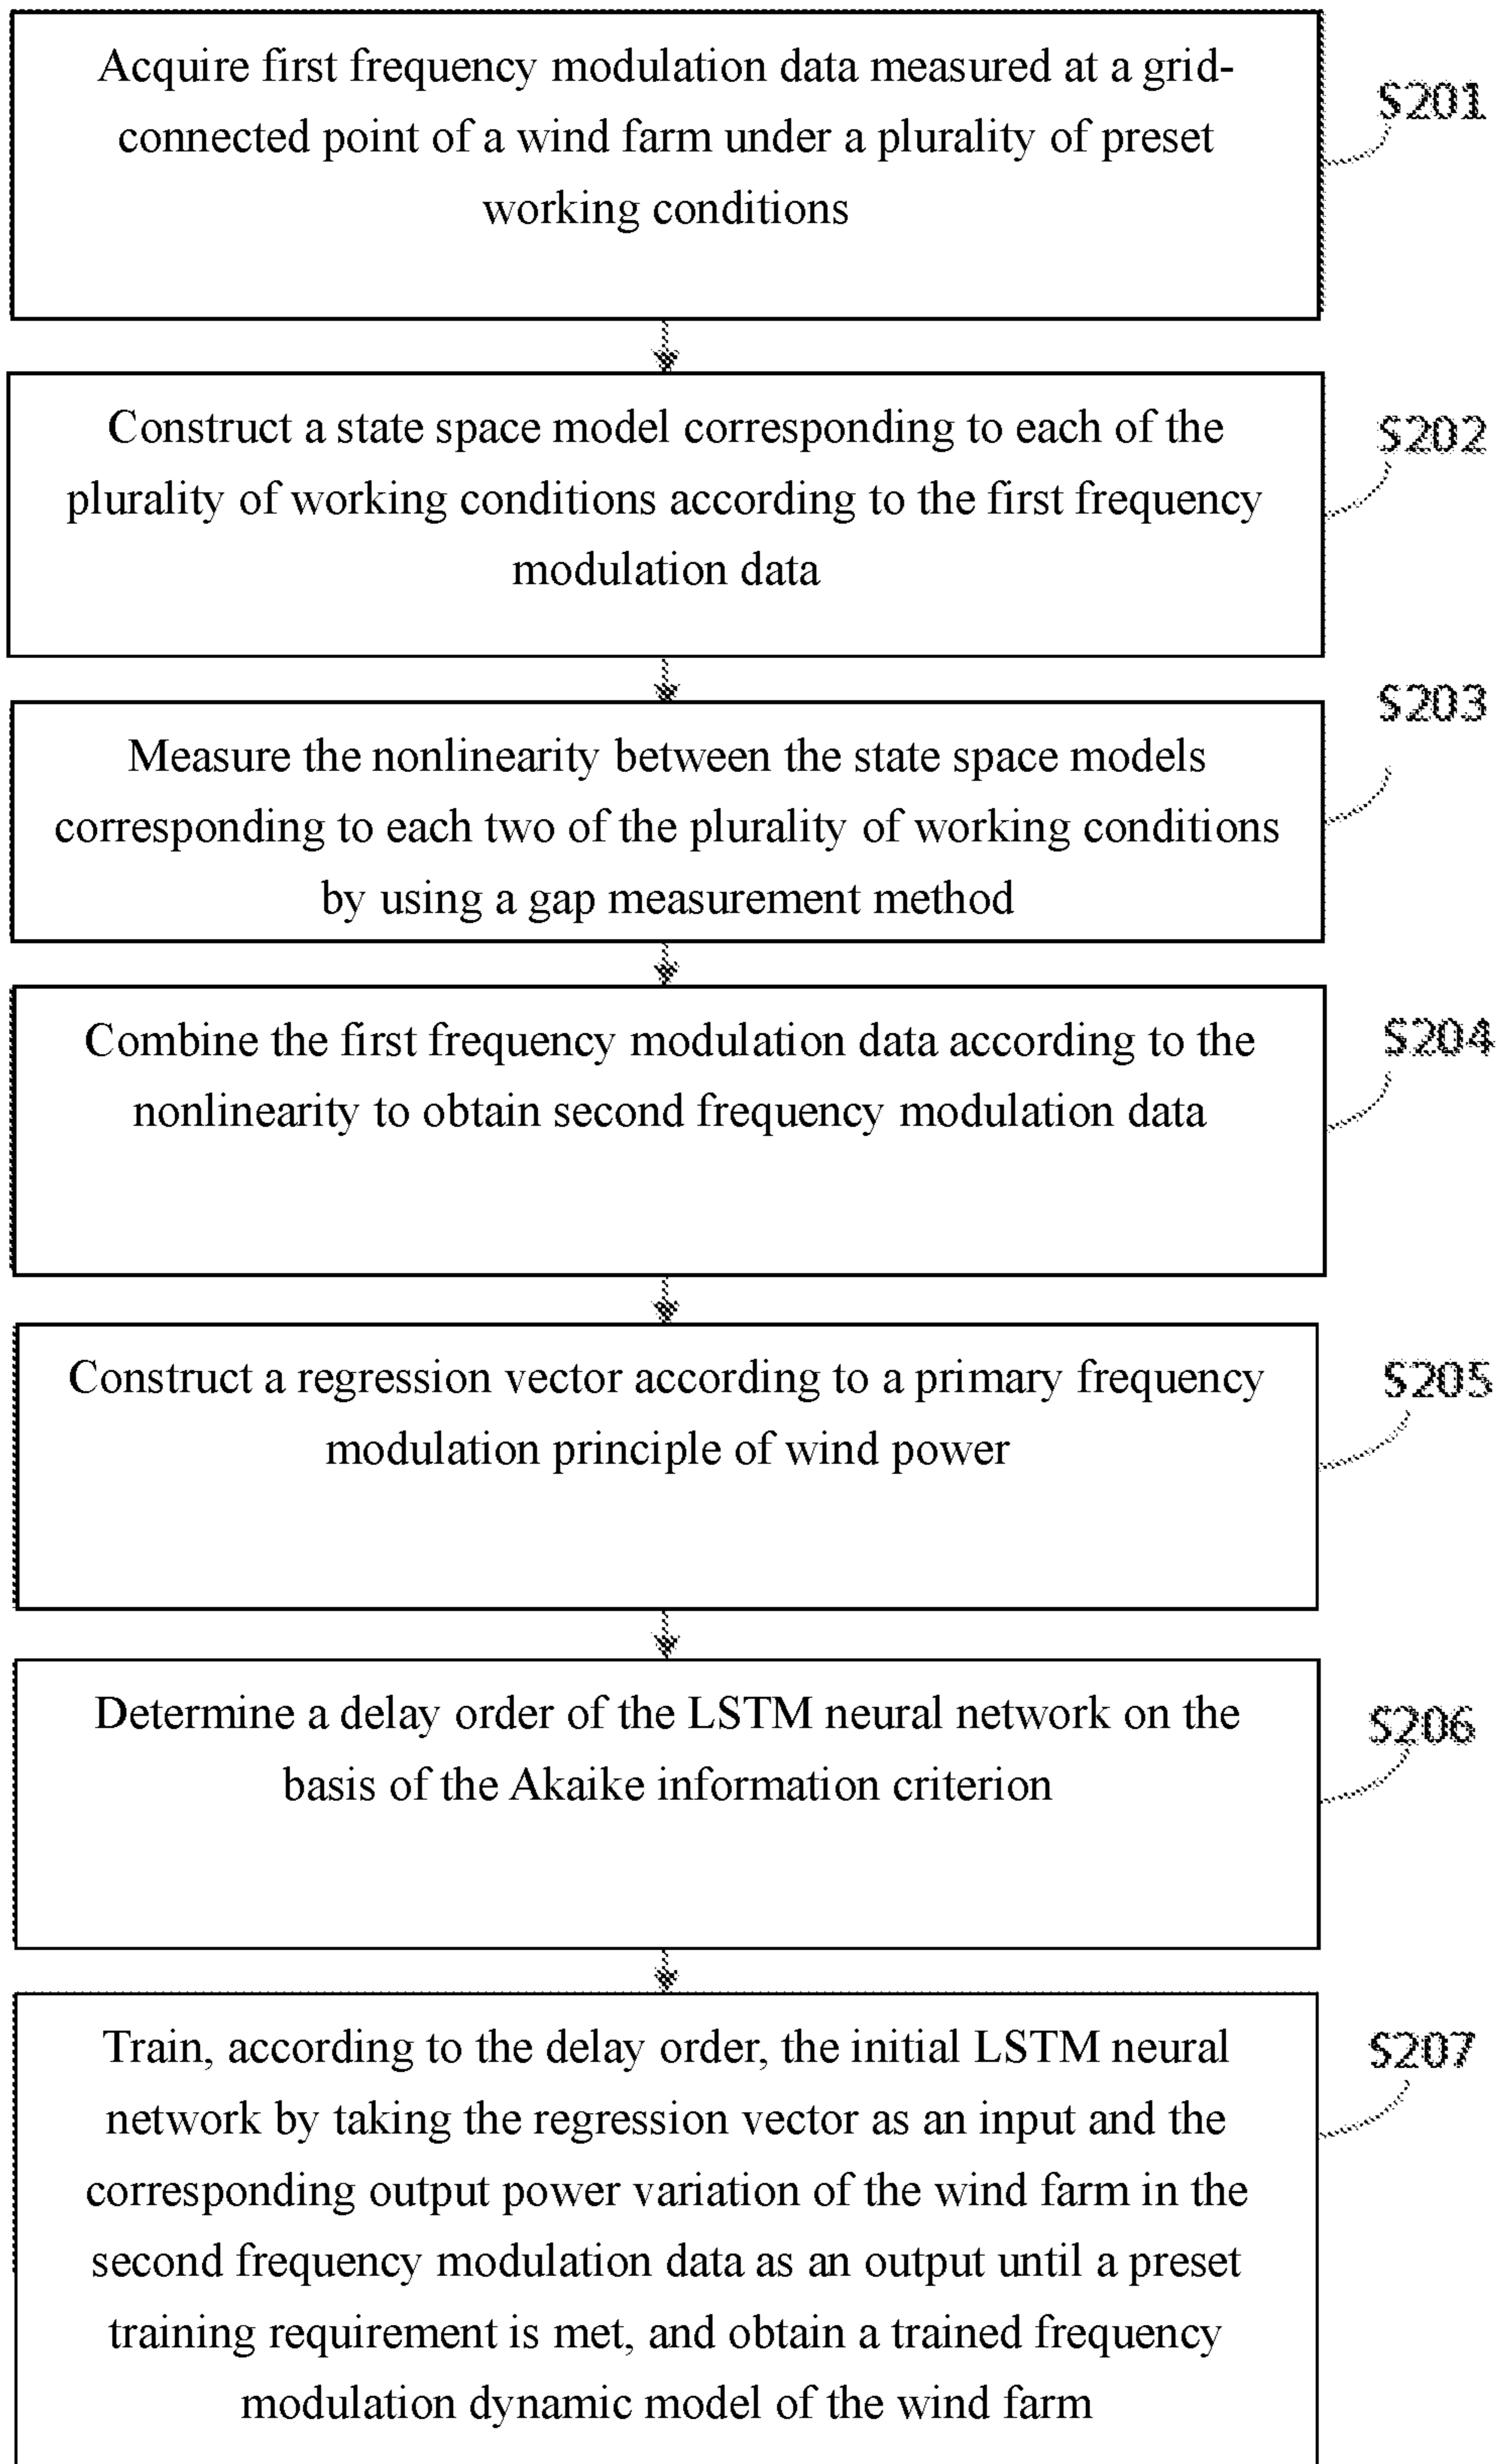 Acquire first frequency modulation data measured at a grid-
connected point of a wind farm under a plurality of preset
working conditions
S201
Construct a state space model corresponding to each of the
plurality of working conditions according to the first frequency
modulation data
S202
Measure the nonlinearity between the state space models
corresponding to each two of the plurality of working conditions
by using a gap measurement method
S203
Combine the first frequency modulation data according to the
nonlinearity to obtain second frequency modulation data
S204
Construct a regression vector according to a primary frequency
modulation principle of wind power
S205
Determine a delay order of the LSTM neural network on the
basis of the Akaike information criterion
S206
Train, according to the delay order, the initial LSTM neural
network by taking the regression vector as an input and the
corresponding output power variation of the wind farm in the
second frequency modulation data as an output until a preset
training requirement is met, and obtain a trained frequency
modulation dynamic model of the wind farm
S207